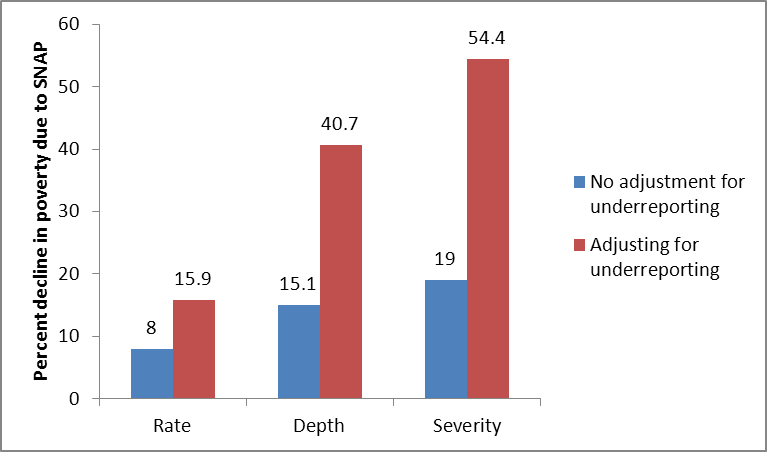 Percent decline in poverty due to SNAP
60
50
40
30
20
10
0
8
15.9
15.1
40.7
19
54.4
Rate
Depth
Severity
No adjustment for
underreporting
Adjusting for
underreporting